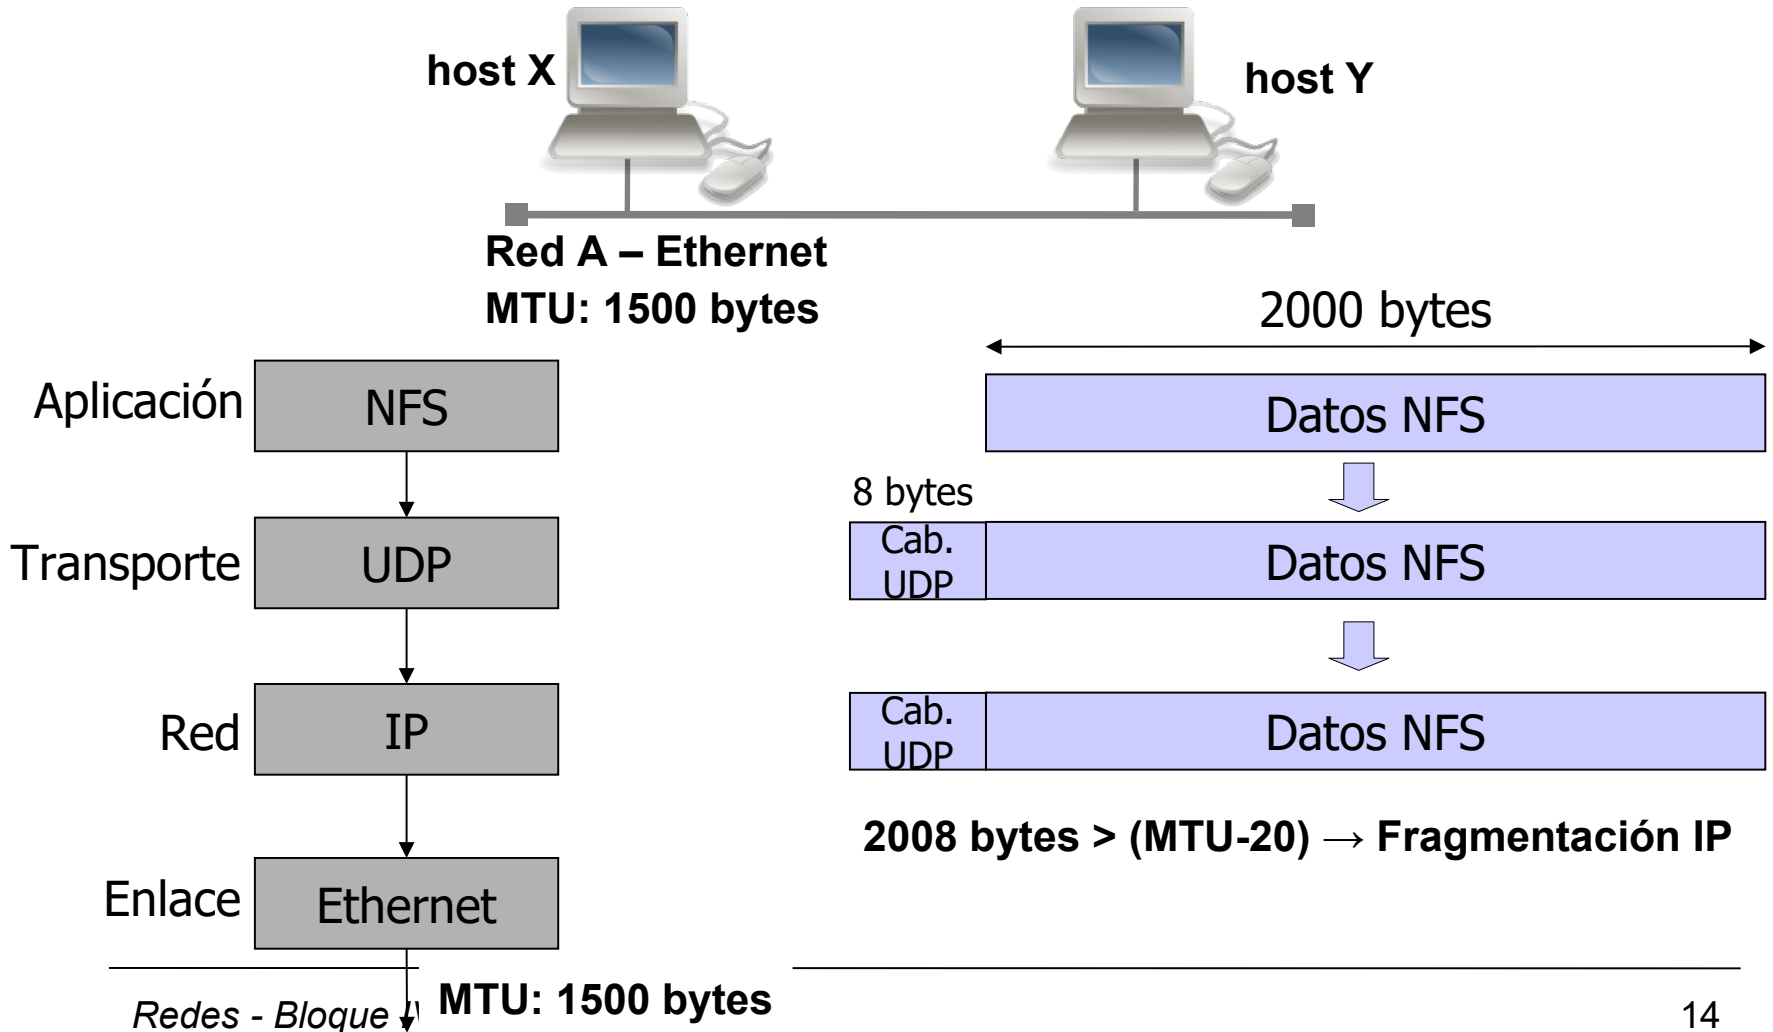 host X
host Y
Red A – Ethernet
MTU: 1500 bytes
2000 bytes
Aplicación
NFS
Datos NFS
8 bytes
Transporte
UDP
Cab.
UDP
Datos NFS
Red
IP
Cab.
UDP
Datos NFS
2008 bytes > (MTU-20) → Fragmentación IP
Enlace
Ethernet
MTU: 1500 bytes
Redes - Bloque
14